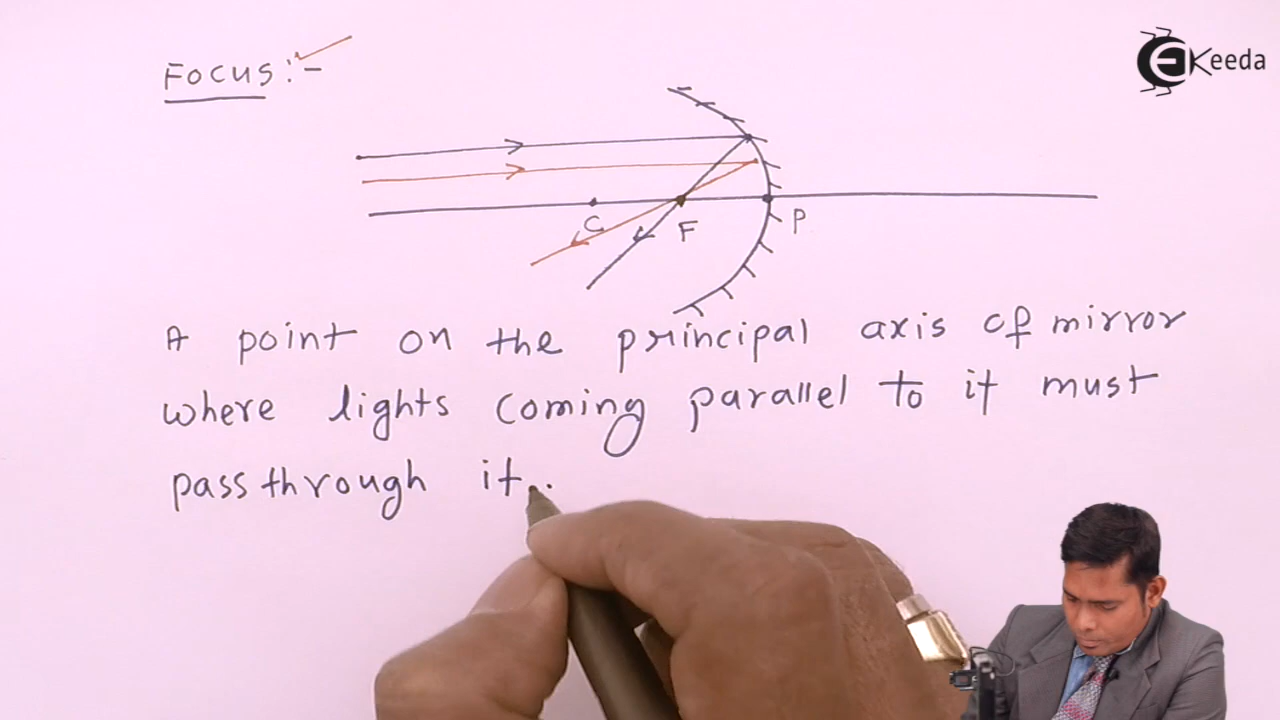 Focus:-
EKeeda
C
F
P
A point on the principal axis of mirror
where lights coming parallel to it must
pass through it..